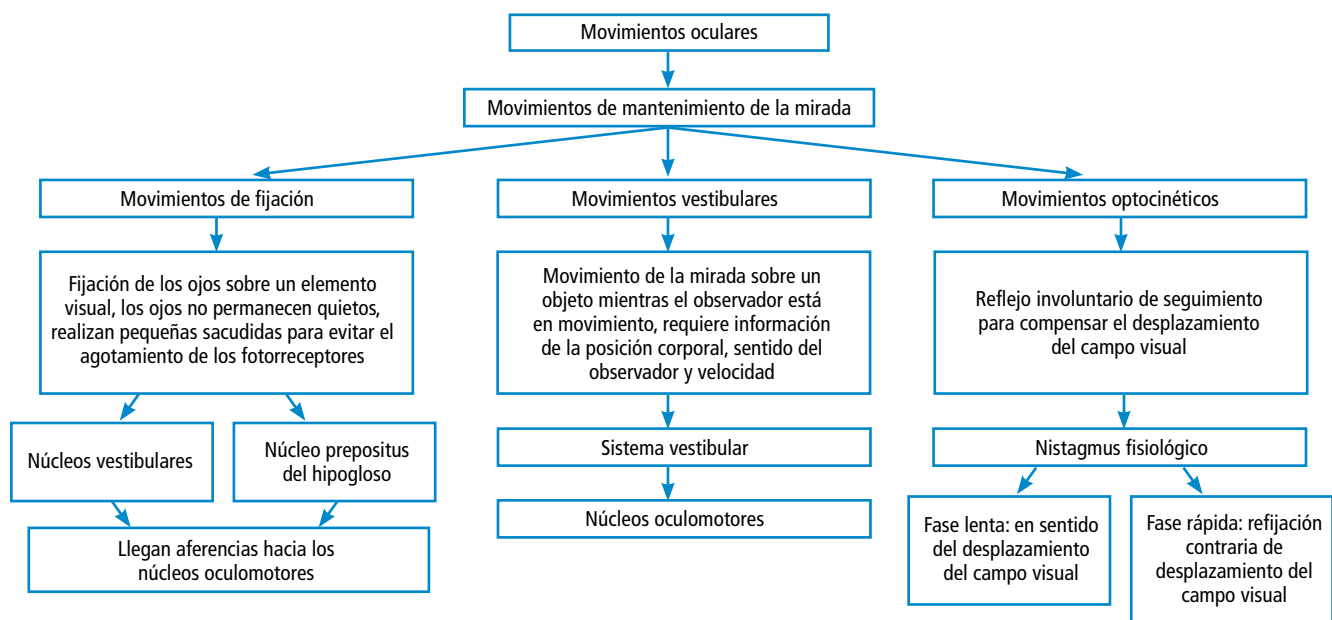 Movimientos oculares
Movimientos de mantenimiento de la mirada
Movimientos de fijación
Movimientos vestibulares
Movimientos optocinéticos
Fijación de los ojos sobre un elemento
visual, los ojos no permanecen quietos,
realizan pequeñas sacudidas para evitar el
agotamiento de los fotorreceptores
Movimiento de la mirada sobre un
objeto mientras el observador está
en movimiento, requiere información
de la posición corporal, sentido del
observador y velocidad
Reflejo involuntario de seguimiento
para compensar el desplazamiento
del campo visual
Núcleos vestibulares
Núcleo prepositus
del hipogloso
Sistema vestibular
Nistagmus fisiológico
Llegan aferencias hacia los
núcleos oculomotores
Núcleos oculomotores
Fase lenta: en sentido
del desplazamiento
del campo visual
Fase rápida: refijación
contraria de
desplazamiento del
campo visual